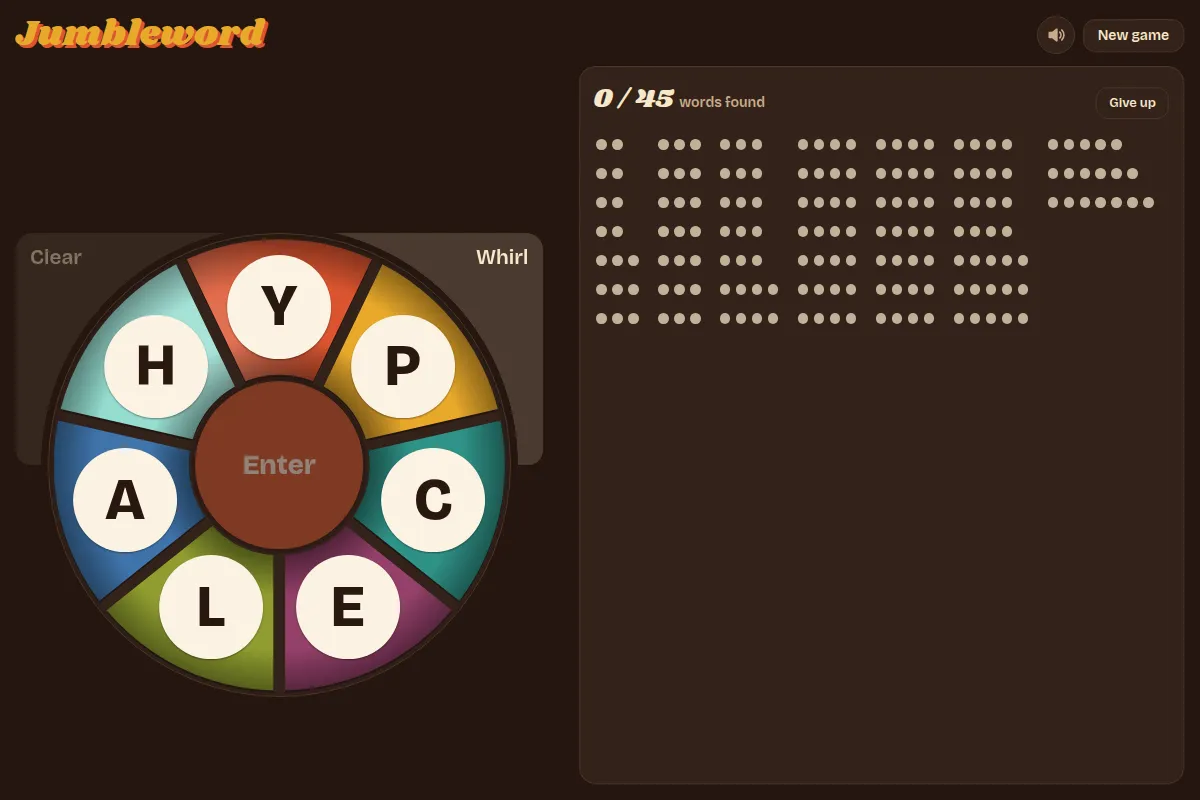 Jumbleword
New game
0/45 words found
Give up
Clear
Whirl
Y
H
P
A
C
L
E
Enter